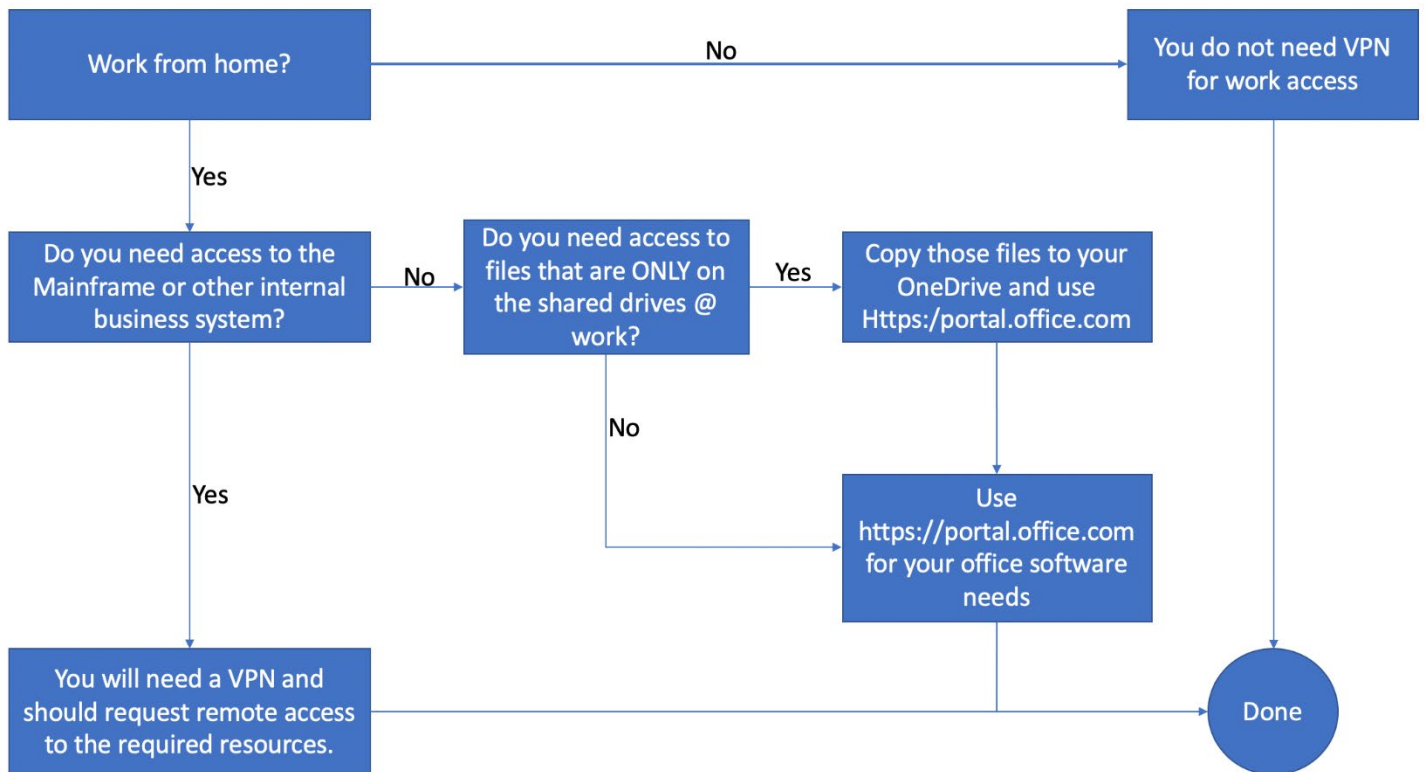 Work from home?
No
You do not need VPN
for work access
Yes
Do you need access to the
Mainframe or other internal
business system?
No
Do you need access to
files that are ONLY on
the shared drives @
work?
Yes
Copy those files to your
OneDrive and use
Https:/portal.office.com
No
Yes
Use
https://portal.office.com
for your office software
needs
You will need a VPN and
should request remote access
to the required resources.
Done